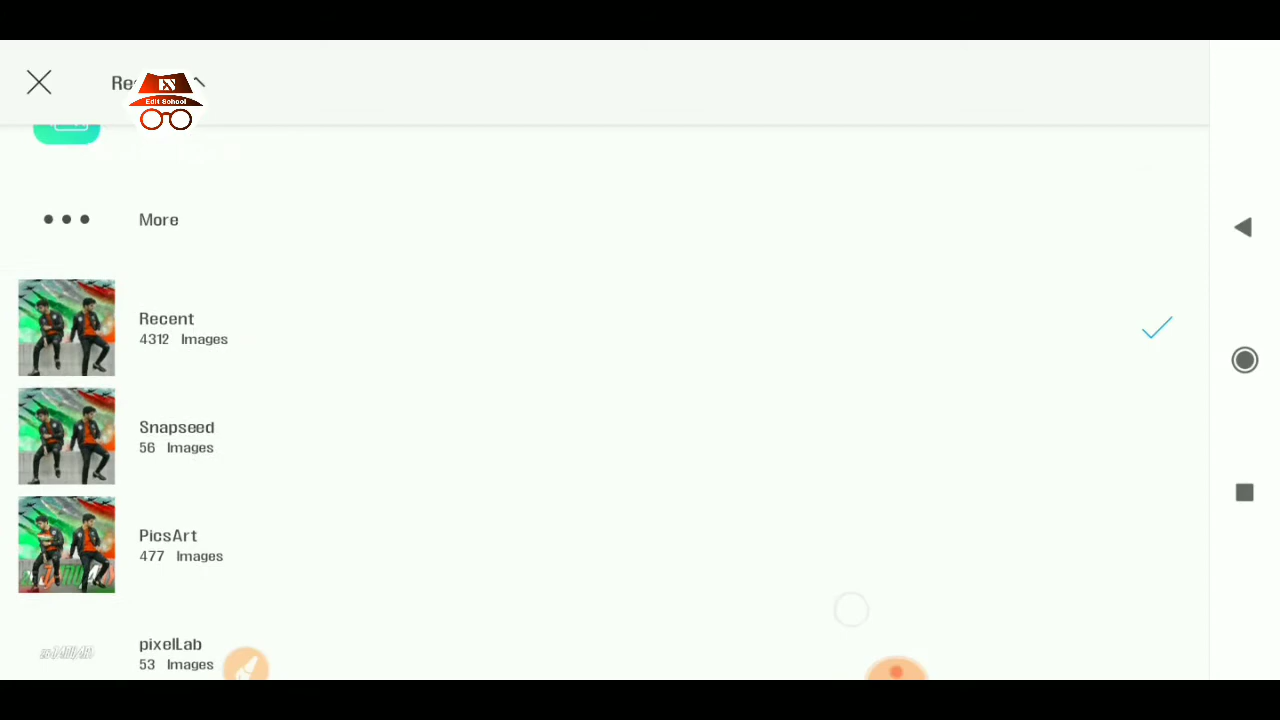 Re
Edit School
More
Recent
4312 Images
Snapseed
56 Images
PicsArt
477 Images
pixelLab
53 Images